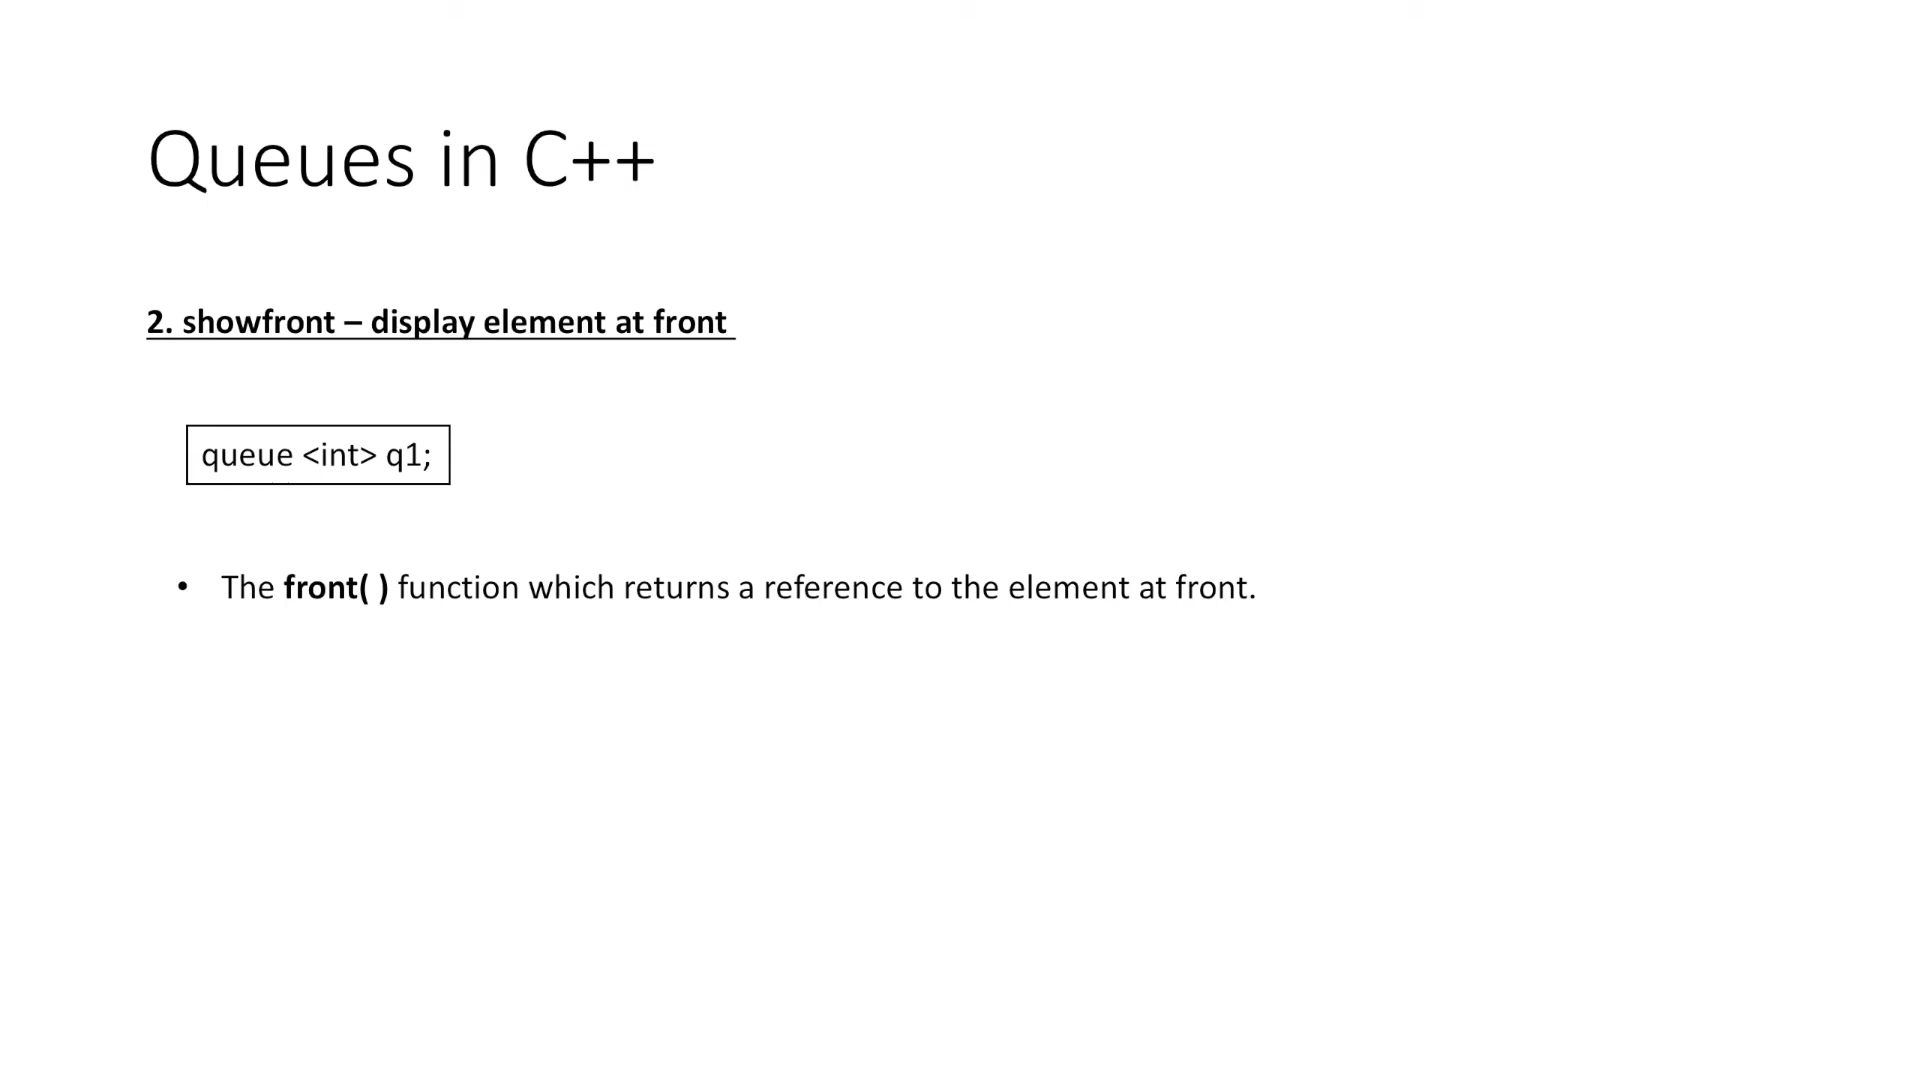 Queues in C++
2. showfront – display element at front
queue <int> q1;
• The front( ) function which returns a reference to the element at front.